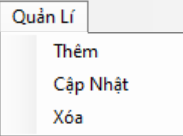 Quản Lí
Thêm
Cập Nhật
Xóa